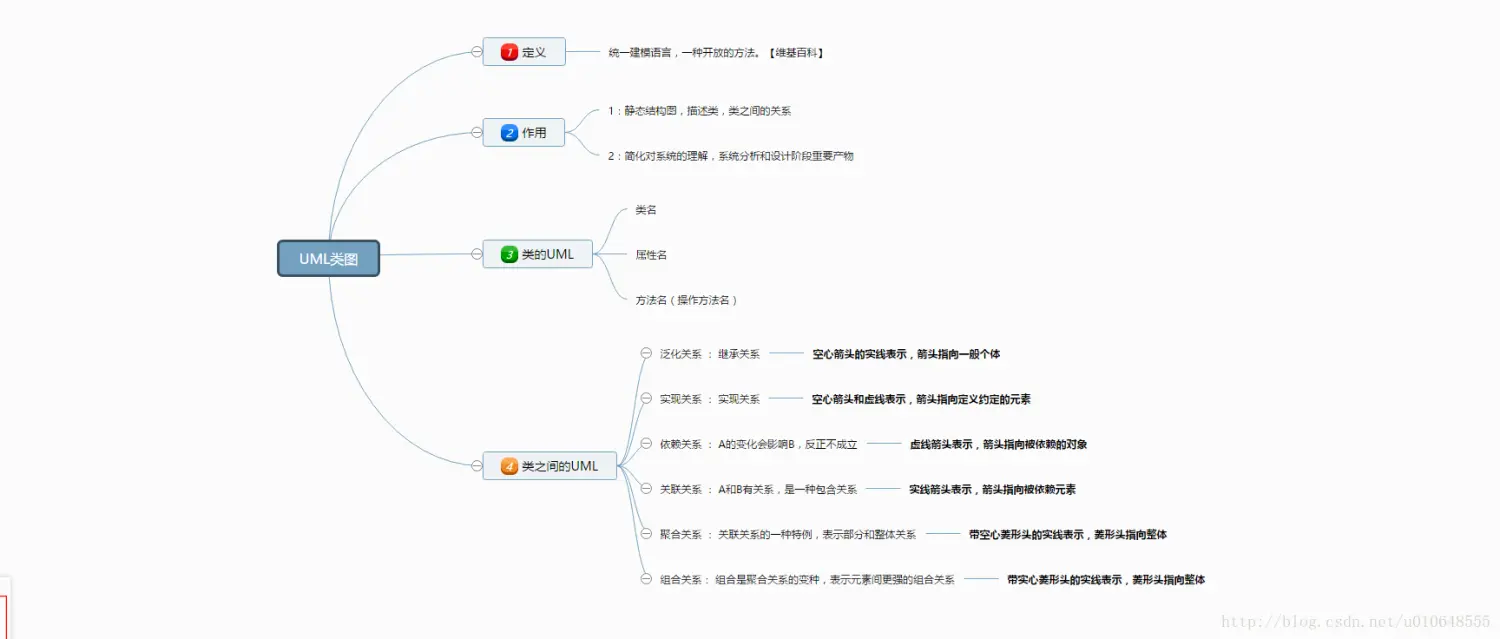 UML类图
1 定义
统一建模语言，一种开放的方法。【维基百科】
2 作用
1：静态结构图，描述类，类之间的关系
2：简化对系统的理解，系统分析和设计阶段重要产物
3 类的UML
类名
属性名
方法名（操作方法名）
4 类之间的UML
泛化关系 ： 继承关系 空心箭头的实线表示，箭头指向一般个体
实现关系 ： 实现关系 空心箭头和虚线表示，箭头指向定义约定的元素
依赖关系 ： A的变化会影响B，反正不成立 虚线箭头表示，箭头指向被依赖的对象
关联关系 ： A和B有关系，是一种包含关系 实线箭头表示，箭头指向被依赖元素
聚合关系 ： 关联关系的一种特例，表示部分和整体关系 带空心菱形头的实线表示，菱形头指向整体
组合关系： 组合是聚合关系的变种，表示元素间更强的组合关系 带实心菱形头的实线表示，菱形头指向整体
http://blog.csdn.net/u010648555